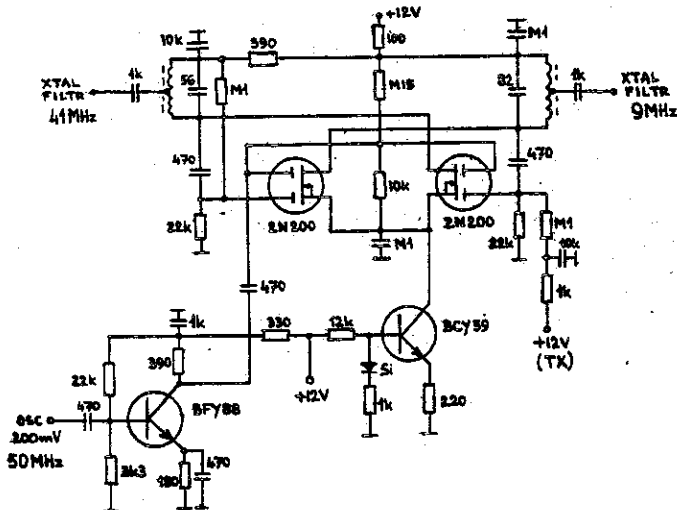 +12V
10k
100
M1
390
1k
56
M1
M15
82
1k
XTAL
FILTR
41MHz
XTAL
FILTR
9MHz
470
470
10k
22k
2N200
2N200
M1
22k
M1
10k
470
1k
1k
330
12k
BCY59
+12V
(TX)
390
22k
Si
+12V
470
BFY88
1k
220
OSC
200mV
50MHz
3k3
180
470